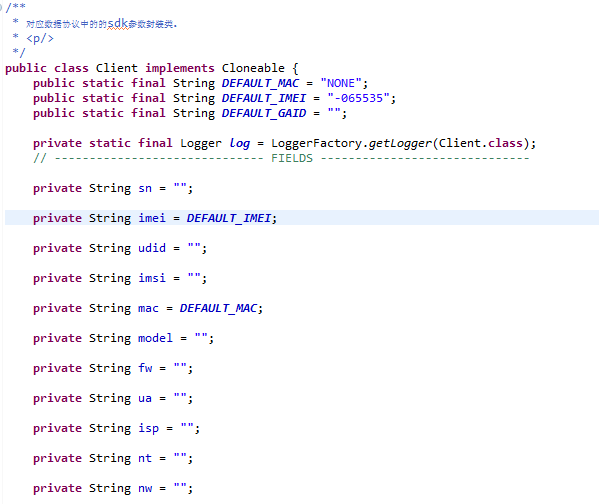 /**
 * 对应数据协议中的的sdk参数封装类.
 * <p/>
 */
public class Client implements Cloneable {
    public static final String DEFAULT_MAC = "NONE";
    public static final String DEFAULT_IMEI = "-065535";
    public static final String DEFAULT_GAID = "";
    private static final Logger log = LoggerFactory.getLogger(Client.class);
    // ------------------------------ FIELDS ------------------------------
    private String sn = "";
    private String imei = DEFAULT_IMEI;
    private String udid = "";
    private String imsi = "";
    private String mac = DEFAULT_MAC;
    private String model = "";
    private String fw = "";
    private String ua = "";
    private String isp = "";
    private String nt = "";
    private String nw = "";